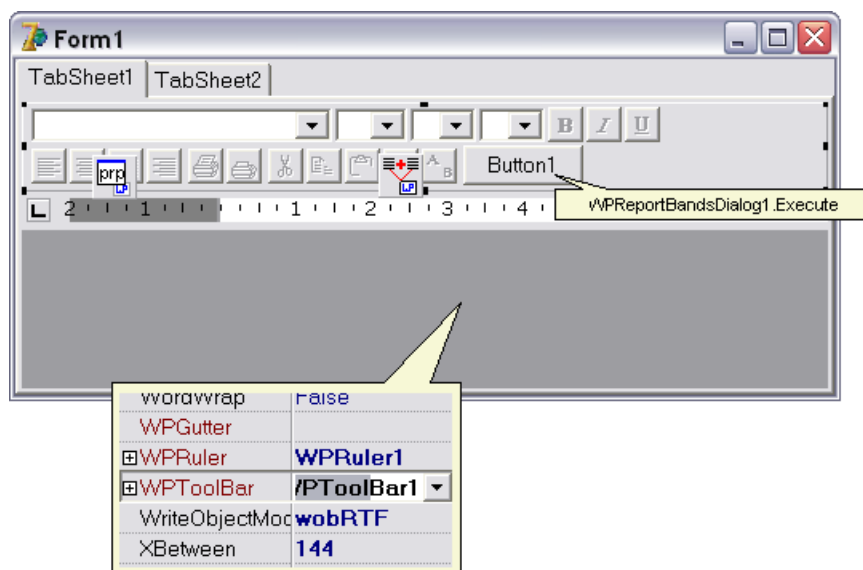 Form1
TabSheet1 TabSheet2
B I U
prp LP LP A B Button1
L 2 1 1 2 3 4
WPReportBandsDialog1.Execute
WordWrap False
WPGutter
WPRuler WPRuler1
WPToolBar /PToolBar1
WriteObjectMod wobRTF
XBetween 144